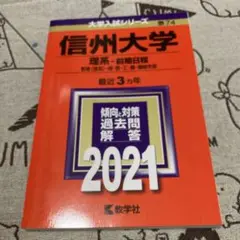 大学入試シリーズ
74
信州大学
理系-前期日程
最近3カ年
傾向と対策
過去問
解答
2021
教学社